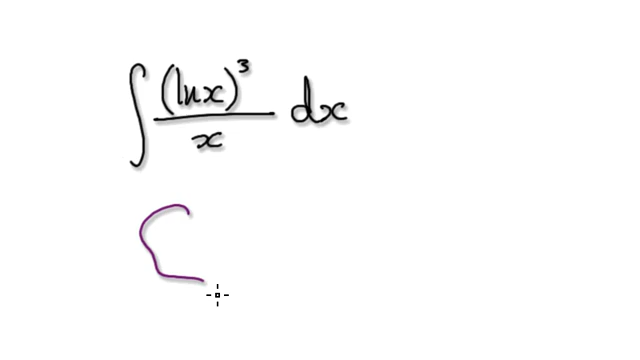 ∫ (ln x)³ / x dx